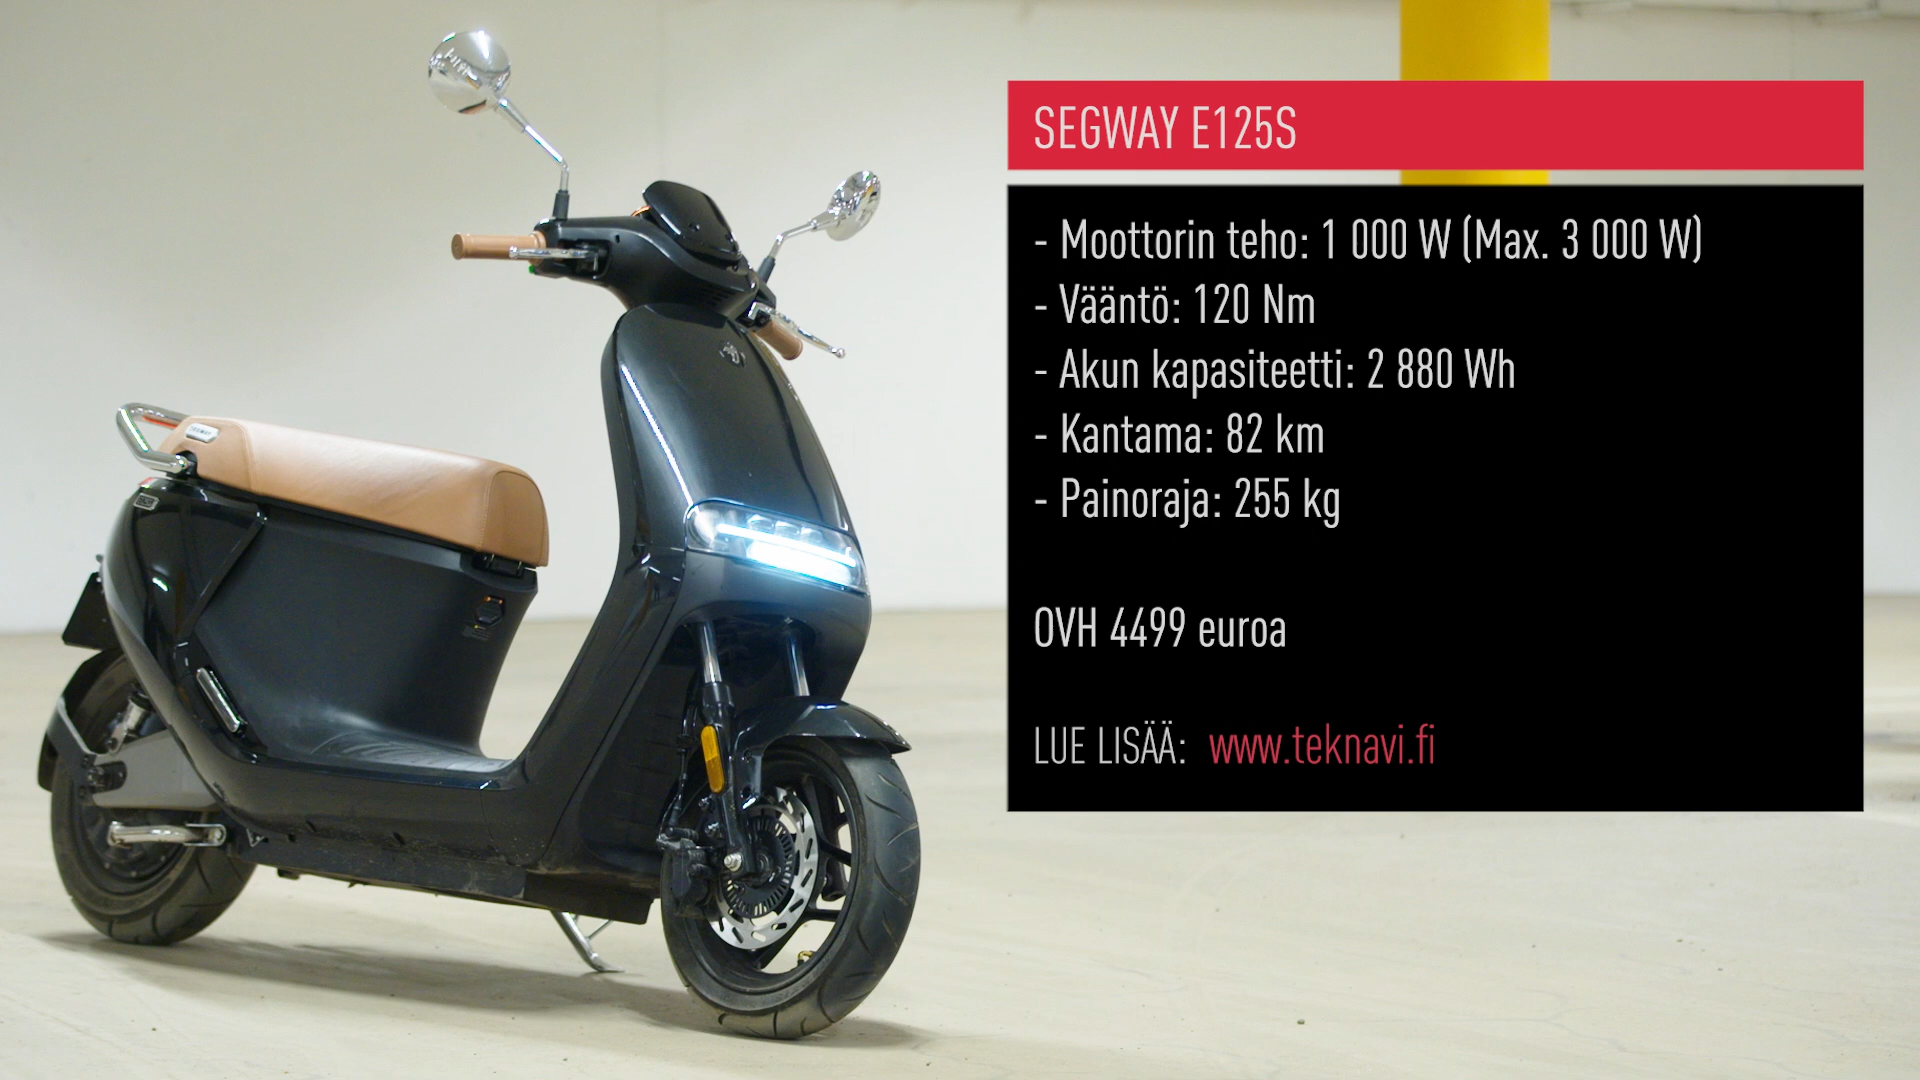 SEGWAY E125S
- Moottorin teho: 1 000 W (Max. 3 000 W)
- Vääntö: 120 Nm
- Akun kapasiteetti: 2 880 Wh
- Kantama: 82 km
- Painoraja: 255 kg
OVH 4499 euroa
LUE LISÄÄ: www.teknavi.fi
SEGWAY